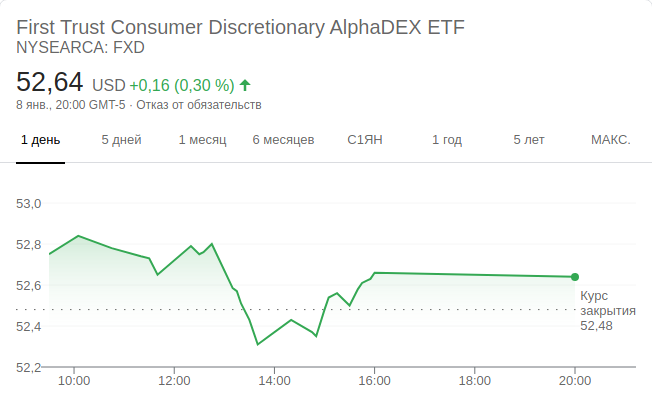 First Trust Consumer Discretionary AlphaDEX ETF
NYSEARCA: FXD
52,64 USD +0,16 (0,30 %)
8 янв., 20:00 GMT-5 · Отказ от обязательств
1 день 5 дней 1 месяц 6 месяцев С1ЯН 1 год 5 лет МАКС.
53,0
52,8
52,6
52,4
52,2
Курс
закрытия
52,48
10:00 12:00 14:00 16:00 18:00 20:00